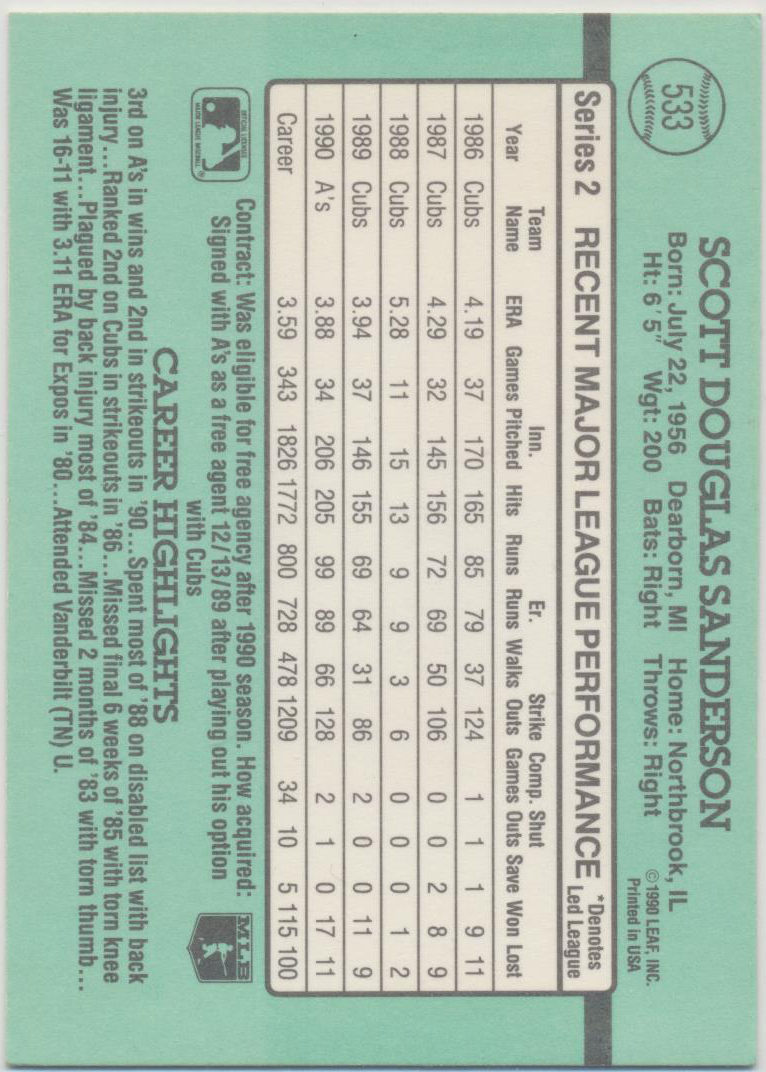 533
SCOTT DOUGLAS SANDERSON
Born: July 22, 1956 Dearborn, MI Home: Northbrook, IL
Ht: 6' 5" Wgt: 200 Bats: Right Throws: Right
©1990 LEAF, INC.
Printed in USA
Series 2 RECENT MAJOR LEAGUE PERFORMANCE *Denotes Led League
Team Inn. Er. Strike Comp. Shut
Year Name ERA Games Pitched Hits Runs Runs Walks Outs Games Outs Save Won Lost
1986 Cubs 4.19 37 170 165 85 79 37 124 1 1 1 9 11
1987 Cubs 4.29 32 145 156 72 69 50 106 0 0 2 8 9
1988 Cubs 5.28 11 15 13 9 9 3 6 0 0 0 1 2
1989 Cubs 3.94 37 146 155 69 64 31 86 2 0 0 11 9
1990 A's 3.88 34 206 205 99 89 66 128 2 1 0 17 11
Career 3.59 343 1826 1772 800 728 478 1209 34 10 5 115 100
OFFICIAL LICENSEE
MAJOR LEAGUE BASEBALL ®
Contract: Was eligible for free agency after 1990 season. How acquired:
Signed with A's as a free agent 12/13/89 after playing out his option
with Cubs
MLB
CAREER HIGHLIGHTS
3rd on A's in wins and 2nd in strikeouts in '90...Spent most of '88 on disabled list with back
injury...Ranked 2nd on Cubs in strikeouts in '86...Missed final 6 weeks of '85 with torn knee
ligament...Plagued by back injury most of '84...Missed 2 months of '83 with torn thumb...
Was 16-11 with 3.11 ERA for Expos in '80...Attended Vanderbilt (TN) U.